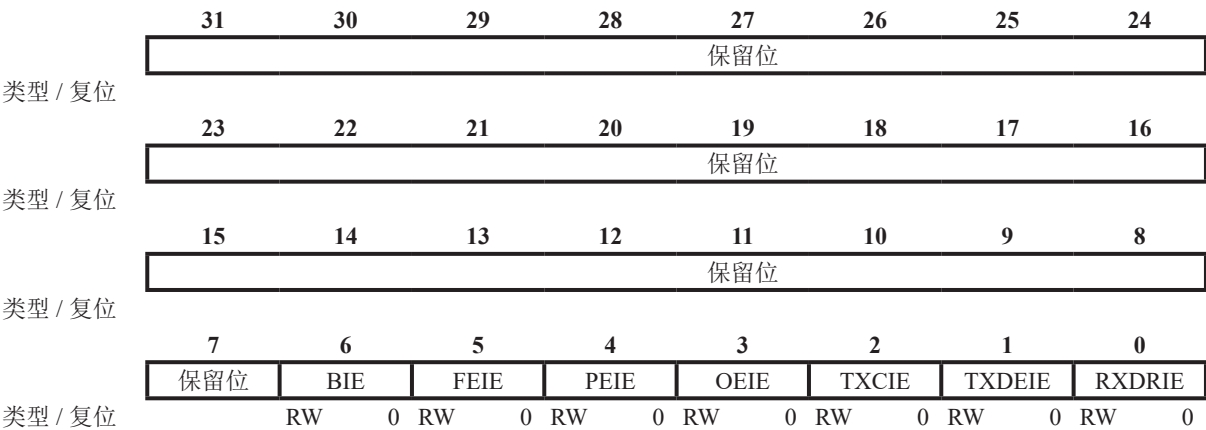 31 30 29 28 27 26 25 24
保留位
类型 / 复位
23 22 21 20 19 18 17 16
保留位
类型 / 复位
15 14 13 12 11 10 9 8
保留位
类型 / 复位
7 6 5 4 3 2 1 0
保留位 BIE FEIE PEIE OEIE TXCIE TXDEIE RXDRIE
类型 / 复位 RW 0 RW 0 RW 0 RW 0 RW 0 RW 0 RW 0